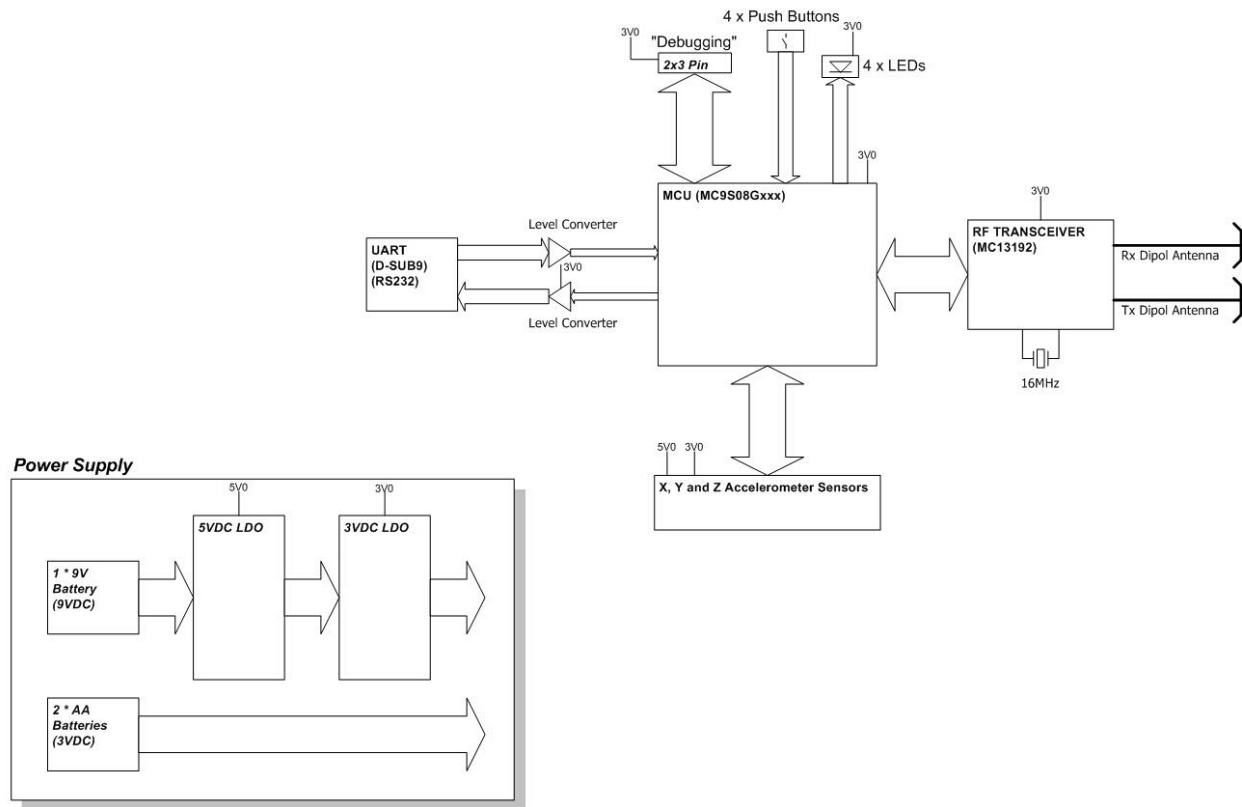 4 x Push Buttons
3V0
"Debugging"
2x3 Pin
3V0
4 x LEDs
3V0
MCU (MC9S08Gxxx)
Level Converter
UART
(D-SUB9)
(RS232)
3V0
Level Converter
3V0
RF TRANSCEIVER
(MC13192)
Rx Dipol Antenna
Tx Dipol Antenna
16MHz
5V0 3V0
X, Y and Z Accelerometer Sensors
Power Supply
5V0
3V0
5VDC LDO
3VDC LDO
1 * 9V
Battery
(9VDC)
2 * AA
Batteries
(3VDC)